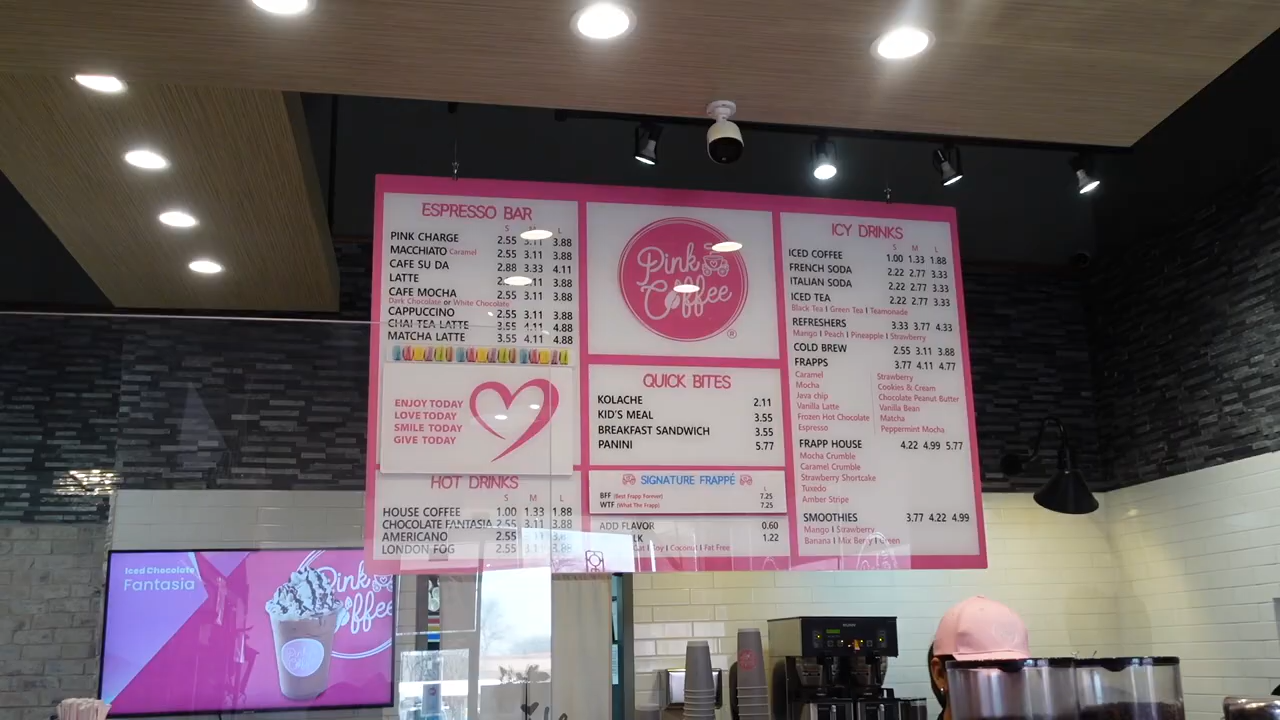 ESPRESSO BAR
S M L
PINK CHARGE 2.55 3.11 3.88
MACCHIATO Caramel 2.55 3.11 3.88
CAFE SU DA 2.88 3.33 4.11
LATTE 3.11 3.88
CAFE MOCHA 2.55 3.11 3.88
Dark Chocolate or White Chocolate
CAPPUCCINO 2.55 3.11 3.88
CHAI TEA LATTE 3.55 4.11 4.88
MATCHA LATTE 3.55 4.11 4.88
ENJOY TODAY
LOVE TODAY
SMILE TODAY
GIVE TODAY
HOT DRINKS
S M L
HOUSE COFFEE 1.00 1.33 1.88
CHOCOLATE FANTASIA 2.55 3.11 3.88
AMERICANO 2.55
LONDON FOG 2.55 3.88
Pink
Coffee
®
QUICK BITES
KOLACHE 2.11
KID'S MEAL 3.55
BREAKFAST SANDWICH 3.55
PANINI 5.77
SIGNATURE FRAPPÉ
L
BFF (Best Frapp Forever) 7.25
WTF (What The Frapp) 7.25
ADD FLAVOR 0.60
1.22
I Coconut I Fat Free
ICY DRINKS
S M L
ICED COFFEE 1.00 1.33 1.88
FRENCH SODA 2.22 2.77 3.33
ITALIAN SODA 2.22 2.77 3.33
ICED TEA 2.22 2.77 3.33
Black Tea I Green Tea I Teamonade
REFRESHERS 3.33 3.77 4.33
Mango I Peach I Pineapple I Strawberry
COLD BREW 2.55 3.11 3.88
FRAPPS 3.77 4.11 4.77
Caramel
Mocha
Java chip
Vanilla Latte
Frozen Hot Chocolate
Espresso
Strawberry
Cookies & Cream
Chocolate Peanut Butter
Vanilla Bean
Matcha
Peppermint Mocha
FRAPP HOUSE 4.22 4.99 5.77
Mocha Crumble
Caramel Crumble
Strawberry Shortcake
Tuxedo
Amber Stripe
SMOOTHIES 3.77 4.22 4.99
Mango I Strawberry
Banana I Mix Berry I Green
Iced Chocolate
Fantasia
Pink
Coffee